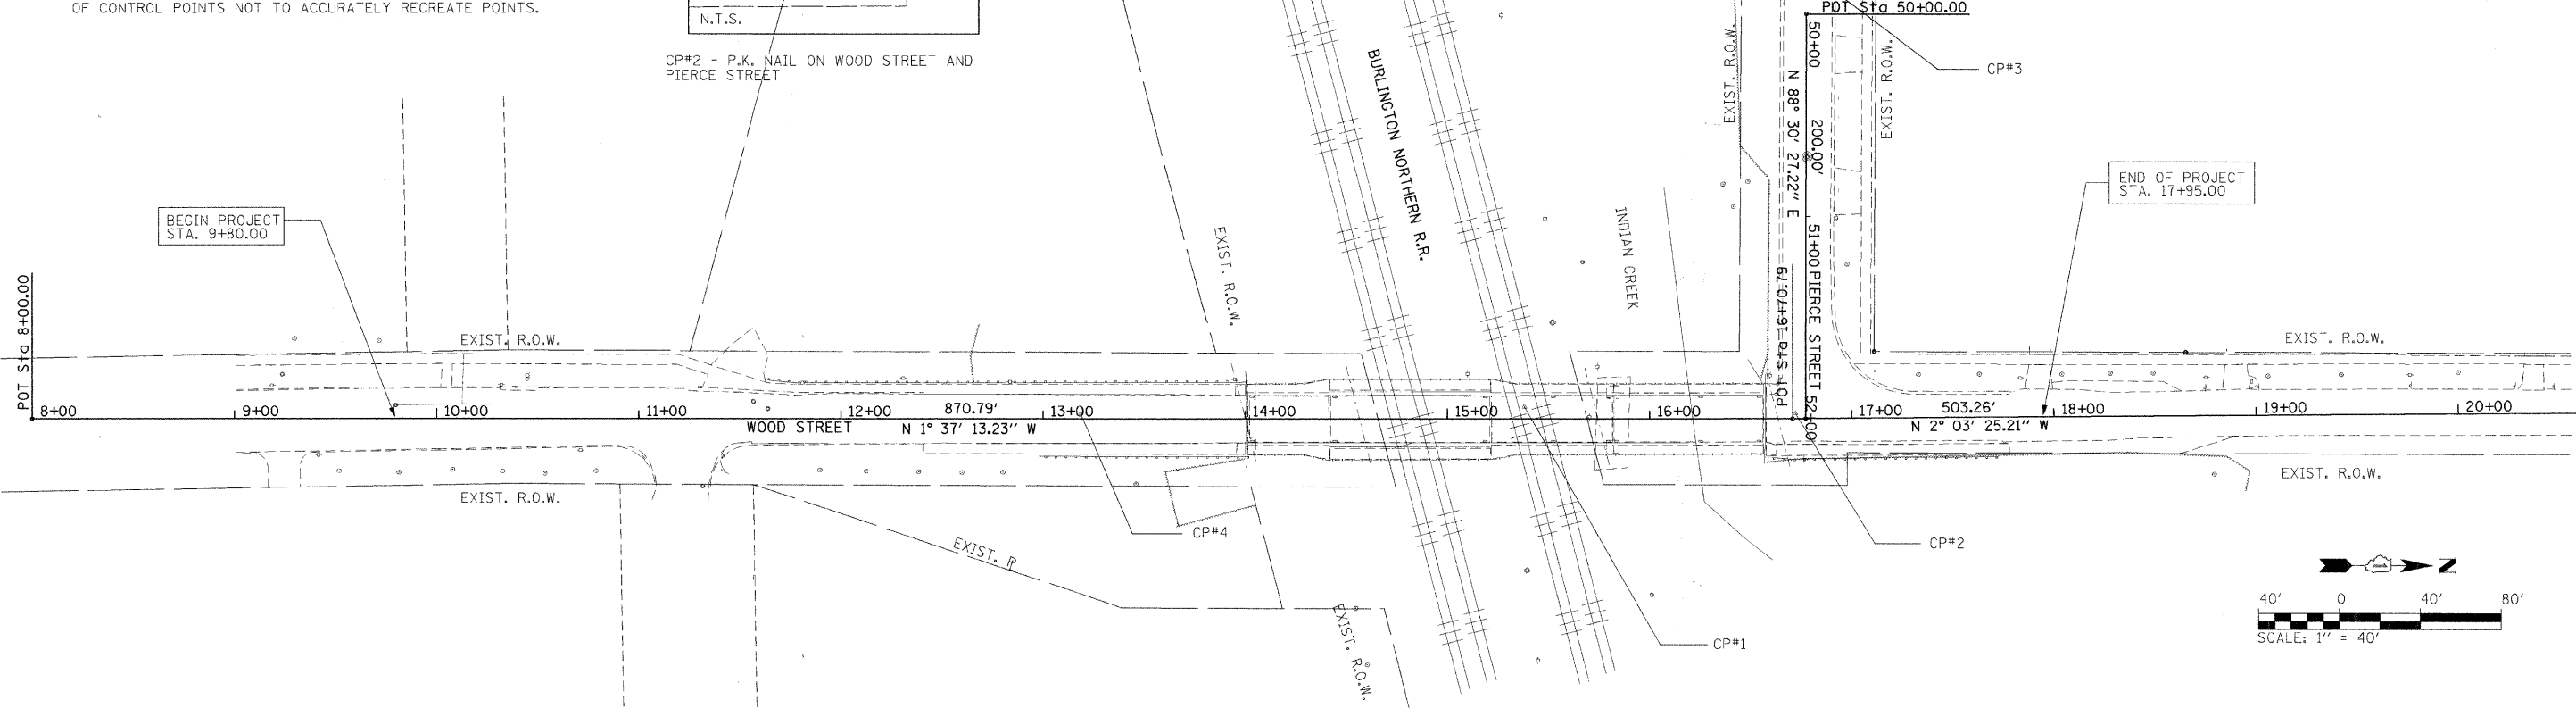 OF CONTROL POINTS NOT TO ACCURATELY RECREATE POINTS.
N.T.S.
CP#2 - P.K. NAIL ON WOOD STREET AND
PIERCE STREET
BURLINGTON NORTHERN R.R.
EXIST. R.O.W.
POT Sta 50+00.00
50+00
N 88° 30' 27.22" E
200.00'
EXIST. R.O.W.
CP#3
BEGIN PROJECT
STA. 9+80.00
END OF PROJECT
STA. 17+95.00
EXIST. R.O.W.
INDIAN CREEK
51+00
PIERCE STREET
52+00
POT Sta 16+70.79
POT Sta 8+00.00
EXIST. R.O.W.
EXIST. R.O.W.
8+00
9+00
10+00
11+00
12+00
870.79'
13+00
14+00
15+00
16+00
17+00
503.26'
18+00
19+00
20+00
WOOD STREET
N 1° 37' 13.23" W
N 2° 03' 25.21" W
EXIST. R.O.W.
EXIST. R.O.W.
CP#4
CP#2
EXIST. R
CP#1
EXIST. R.O.W.
N
40'
0
40'
80'
SCALE: 1" = 40'